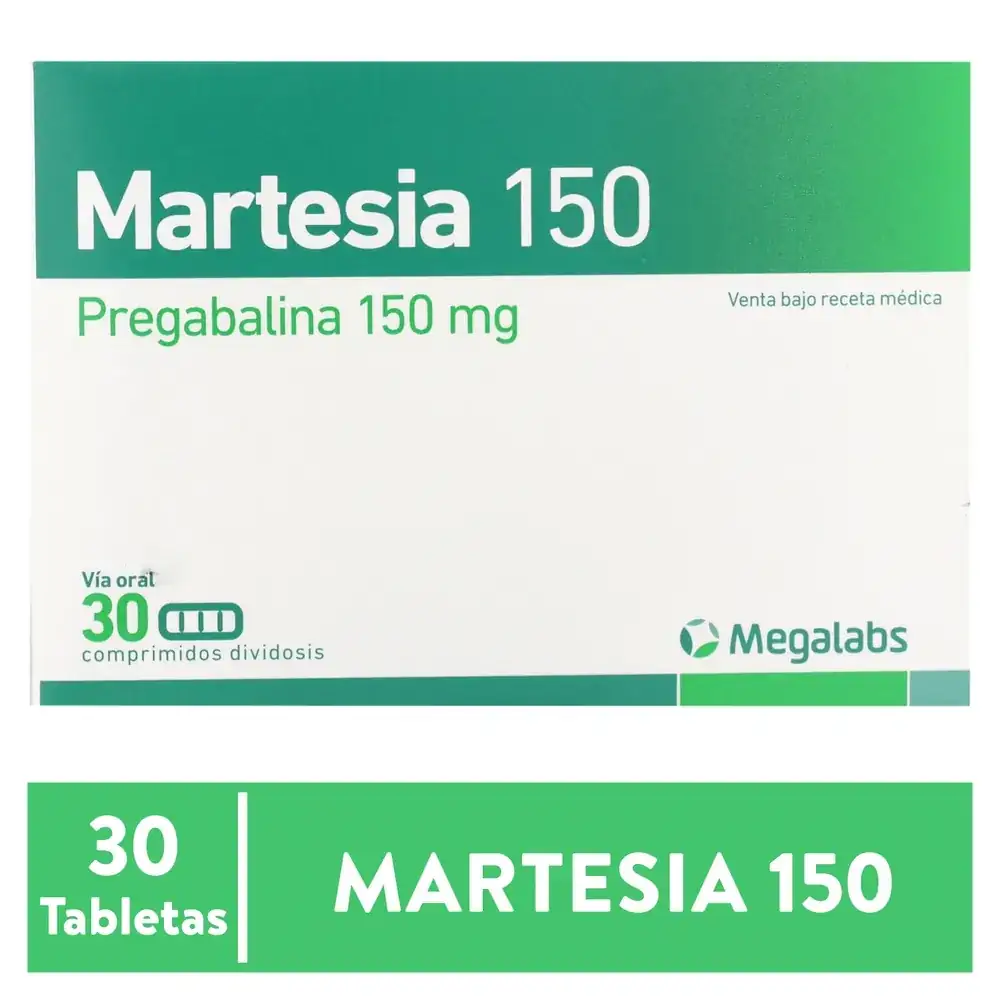 Martesia 150
Pregabalina 150 mg
Venta bajo receta médica
Vía oral
30
comprimidos dividosis
Megalabs
30
Tabletas
MARTESIA 150